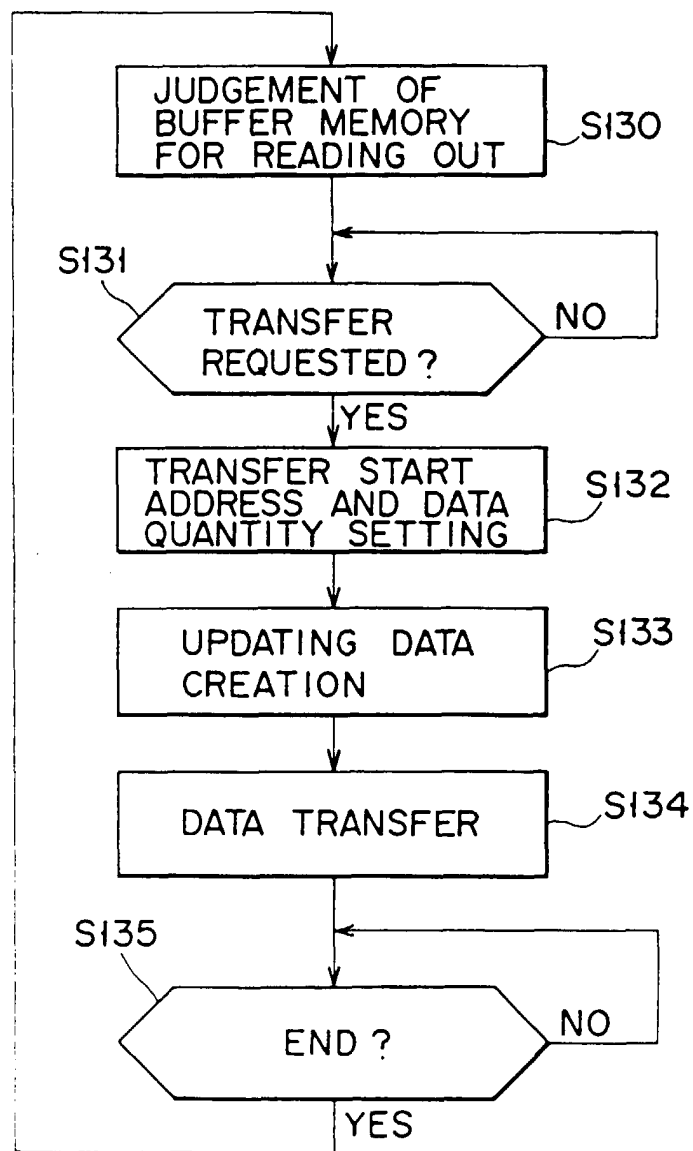 JUDGEMENT OF
BUFFER MEMORY
FOR READING OUT
S130
S131
TRANSFER
REQUESTED?
NO
YES
TRANSFER START
ADDRESS AND DATA
QUANTITY SETTING
S132
UPDATING DATA
CREATION
S133
DATA TRANSFER
S134
S135
END?
NO
YES